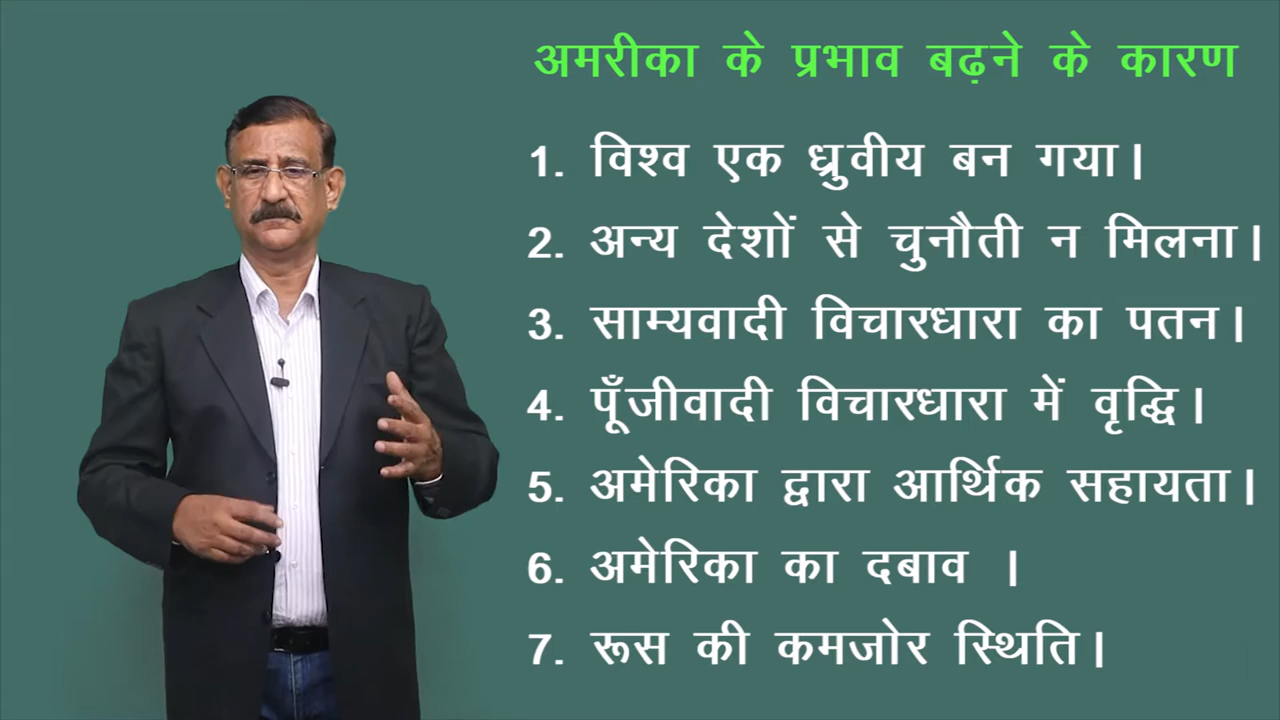 अमरीका के प्रभाव बढ़ने के कारण
1. विश्व एक ध्रुवीय बन गया।
2. अन्य देशों से चुनौती न मिलना।
3. साम्यवादी विचारधारा का पतन।
4. पूँजीवादी विचारधारा में वृद्धि।
5. अमेरिका द्वारा आर्थिक सहायता।
6. अमेरिका का दबाव ।
7. रूस की कमजोर स्थिति।